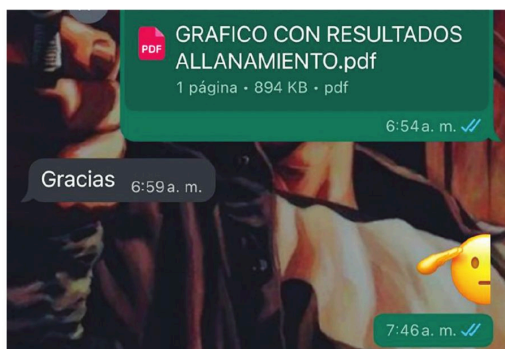 PDF
GRAFICO CON RESULTADOS
ALLANAMIENTO.pdf
1 página • 894 KB • pdf
6:54 a. m.
Gracias 6:59 a. m.
7:46 a. m.